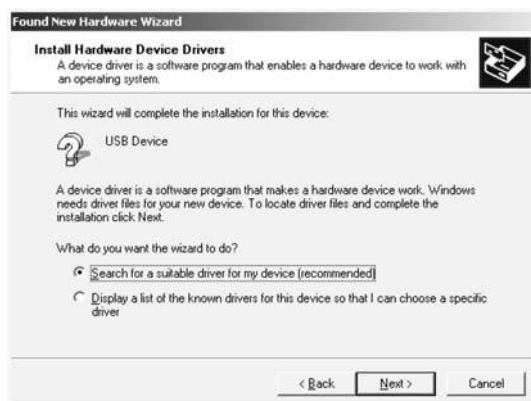 Found New Hardware Wizard
Install Hardware Device Drivers
A device driver is a software program that enables a hardware device to work with
an operating system.
This wizard will complete the installation for this device:
USB Device
A device driver is a software program that makes a hardware device work. Windows
needs driver files for your new device. To locate driver files and complete the
installation click Next.
What do you want the wizard to do?
Search for a suitable driver for my device (recommended)
Display a list of the known drivers for this device so that I can choose a specific
driver
< Back
Next >
Cancel